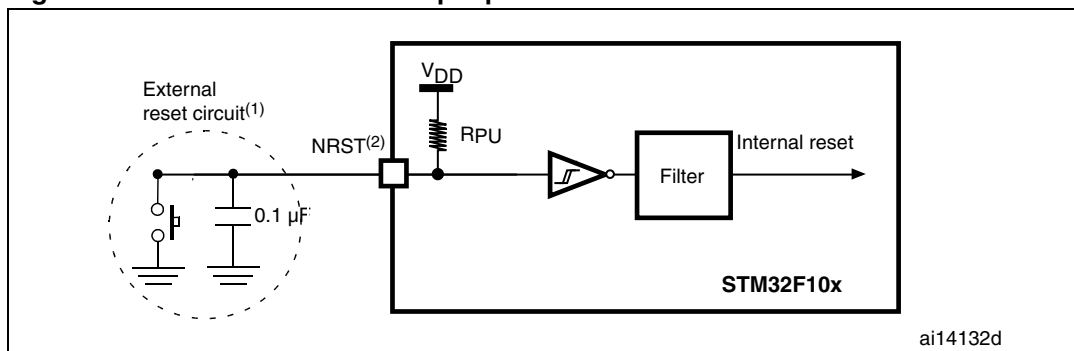 External
reset circuit(1)
VDD
NRST(2)
RPU
Internal reset
Filter
0.1 µF
STM32F10x
ai14132d